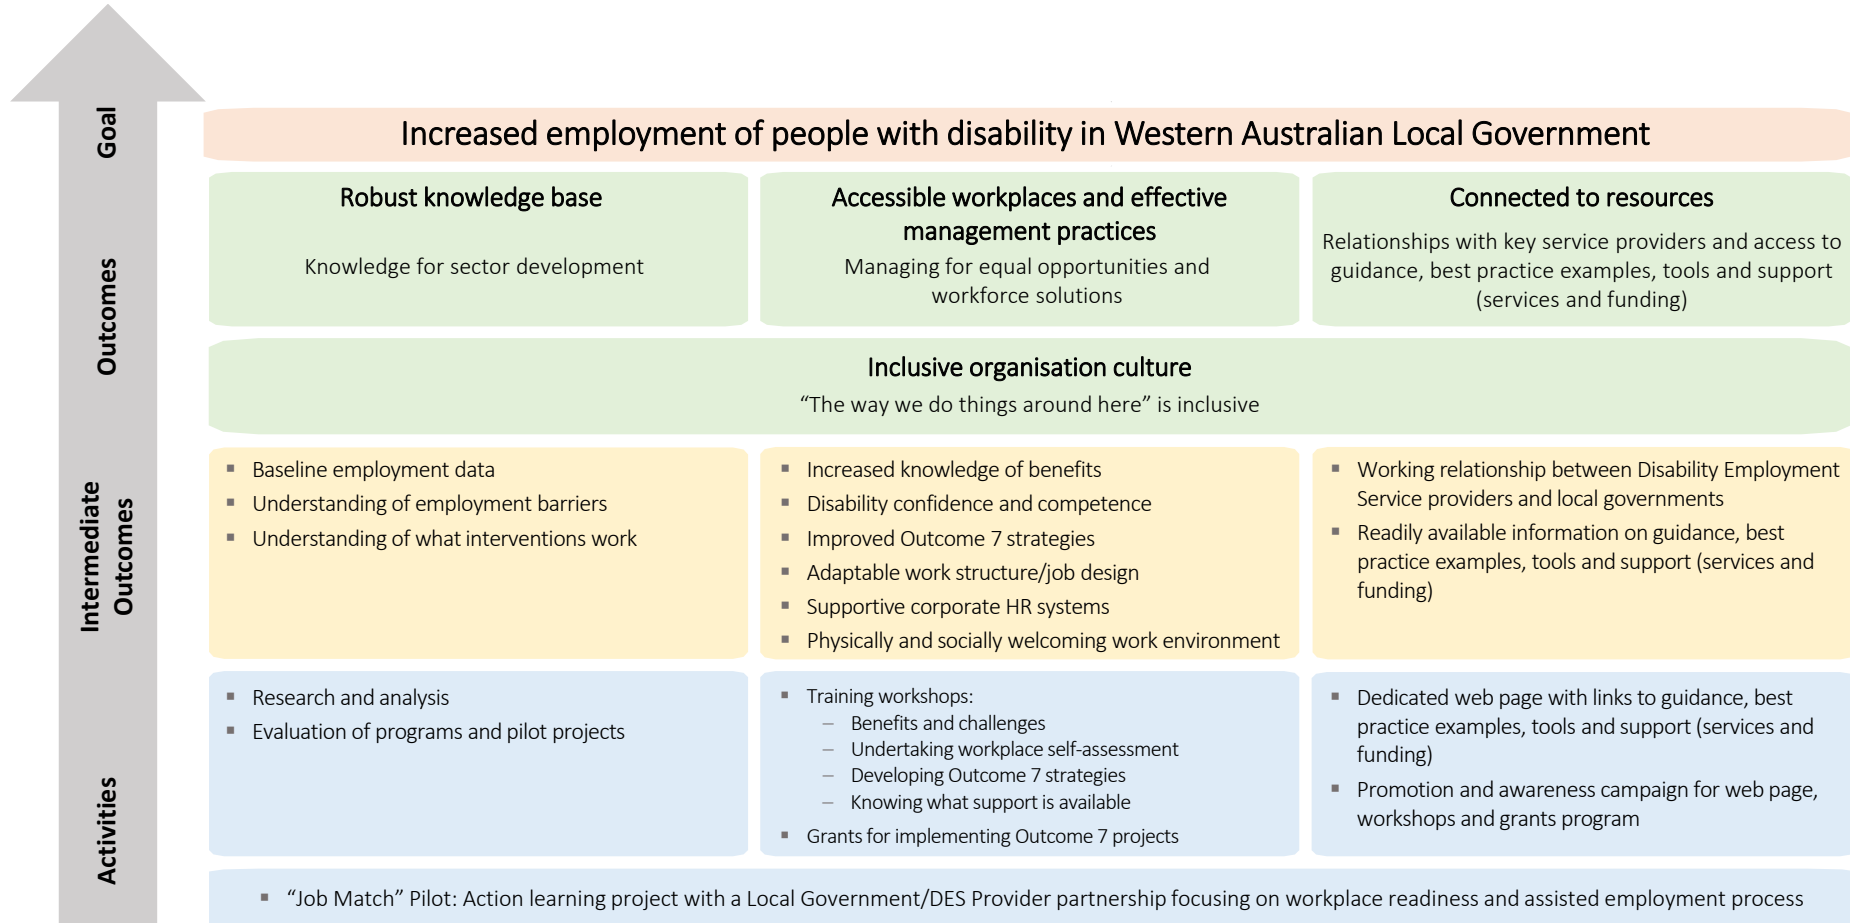 Goal
Increased employment of people with disability in Western Australian Local Government
Outcomes
Robust knowledge base
Knowledge for sector development
Accessible workplaces and effective
management practices
Managing for equal opportunities and
workforce solutions
Connected to resources
Relationships with key service providers and access to
guidance, best practice examples, tools and support
(services and funding)
Inclusive organisation culture
“The way we do things around here” is inclusive
Intermediate
Outcomes
▪ Baseline employment data
▪ Understanding of employment barriers
▪ Understanding of what interventions work
▪ Increased knowledge of benefits
▪ Disability confidence and competence
▪ Improved Outcome 7 strategies
▪ Adaptable work structure/job design
▪ Supportive corporate HR systems
▪ Physically and socially welcoming work environment
▪ Working relationship between Disability Employment
Service providers and local governments
▪ Readily available information on guidance, best
practice examples, tools and support (services and
funding)
Activities
▪ Research and analysis
▪ Evaluation of programs and pilot projects
▪ Training workshops:
– Benefits and challenges
– Undertaking workplace self-assessment
– Developing Outcome 7 strategies
– Knowing what support is available
▪ Grants for implementing Outcome 7 projects
▪ Dedicated web page with links to guidance, best
practice examples, tools and support (services and
funding)
▪ Promotion and awareness campaign for web page,
workshops and grants program
▪ “Job Match” Pilot: Action learning project with a Local Government/DES Provider partnership focusing on workplace readiness and assisted employment process